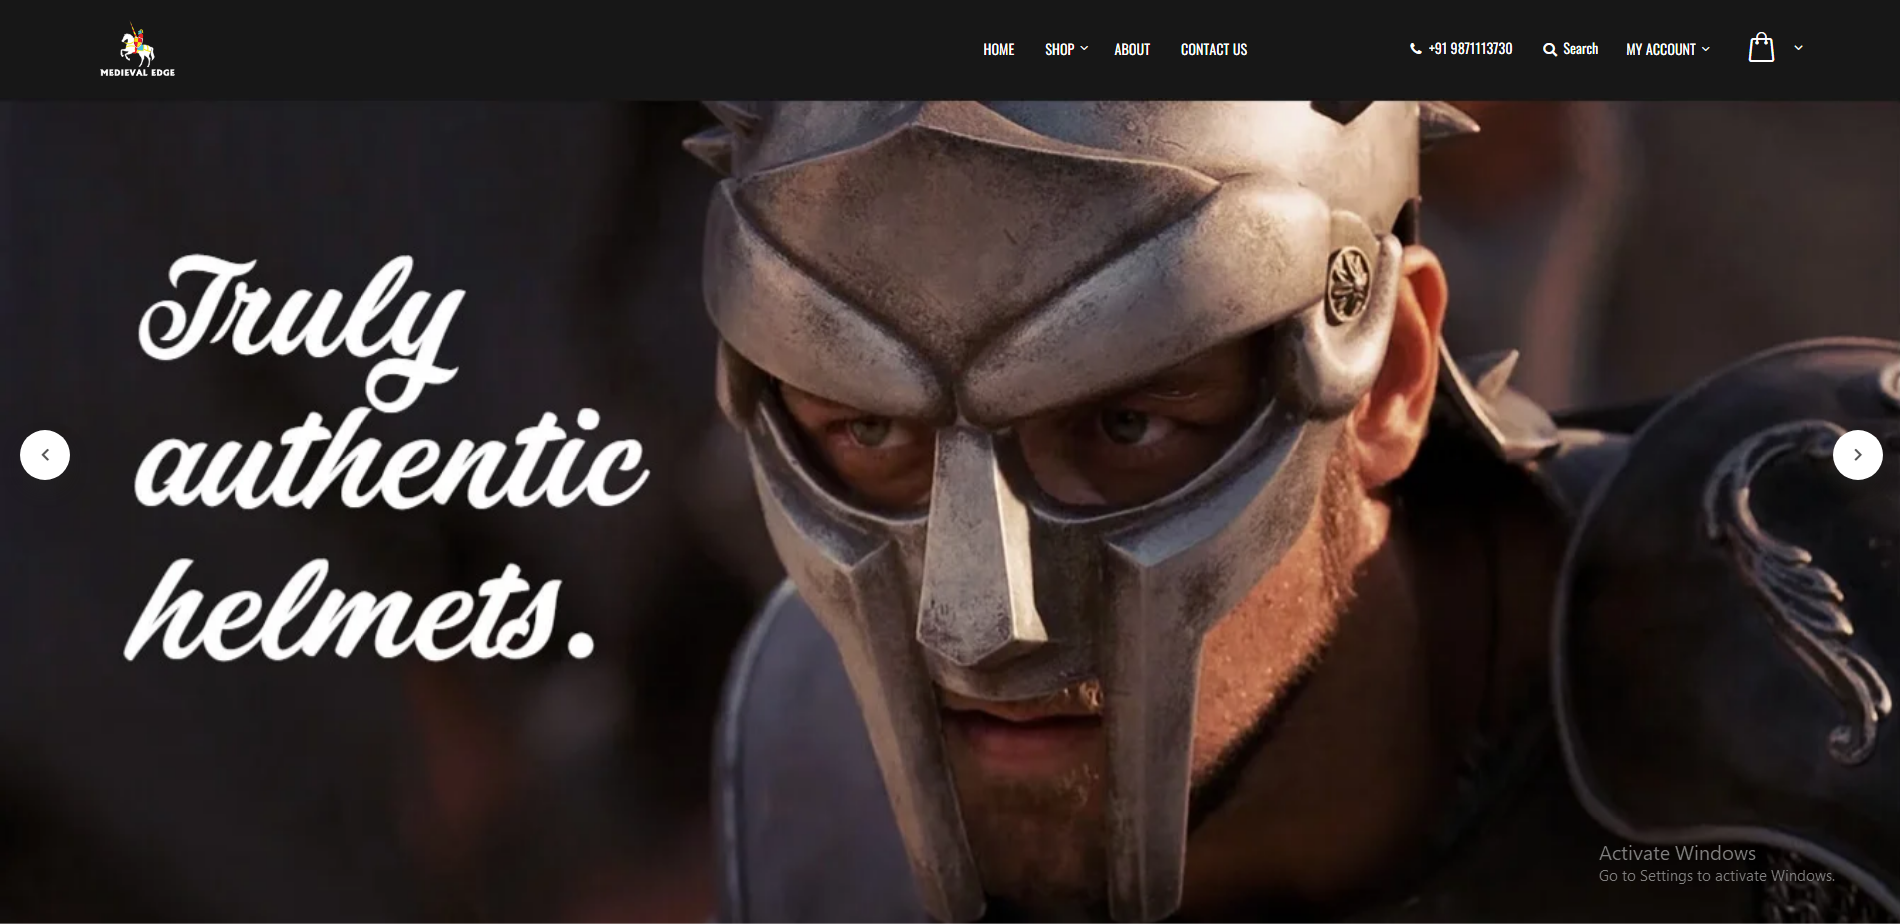 MEDIEVAL EDGE
HOME SHOP ABOUT CONTACT US +91 9871113730 Search MY ACCOUNT
Truly
authentic
helmets.
Activate Windows
Go to Settings to activate Windows.